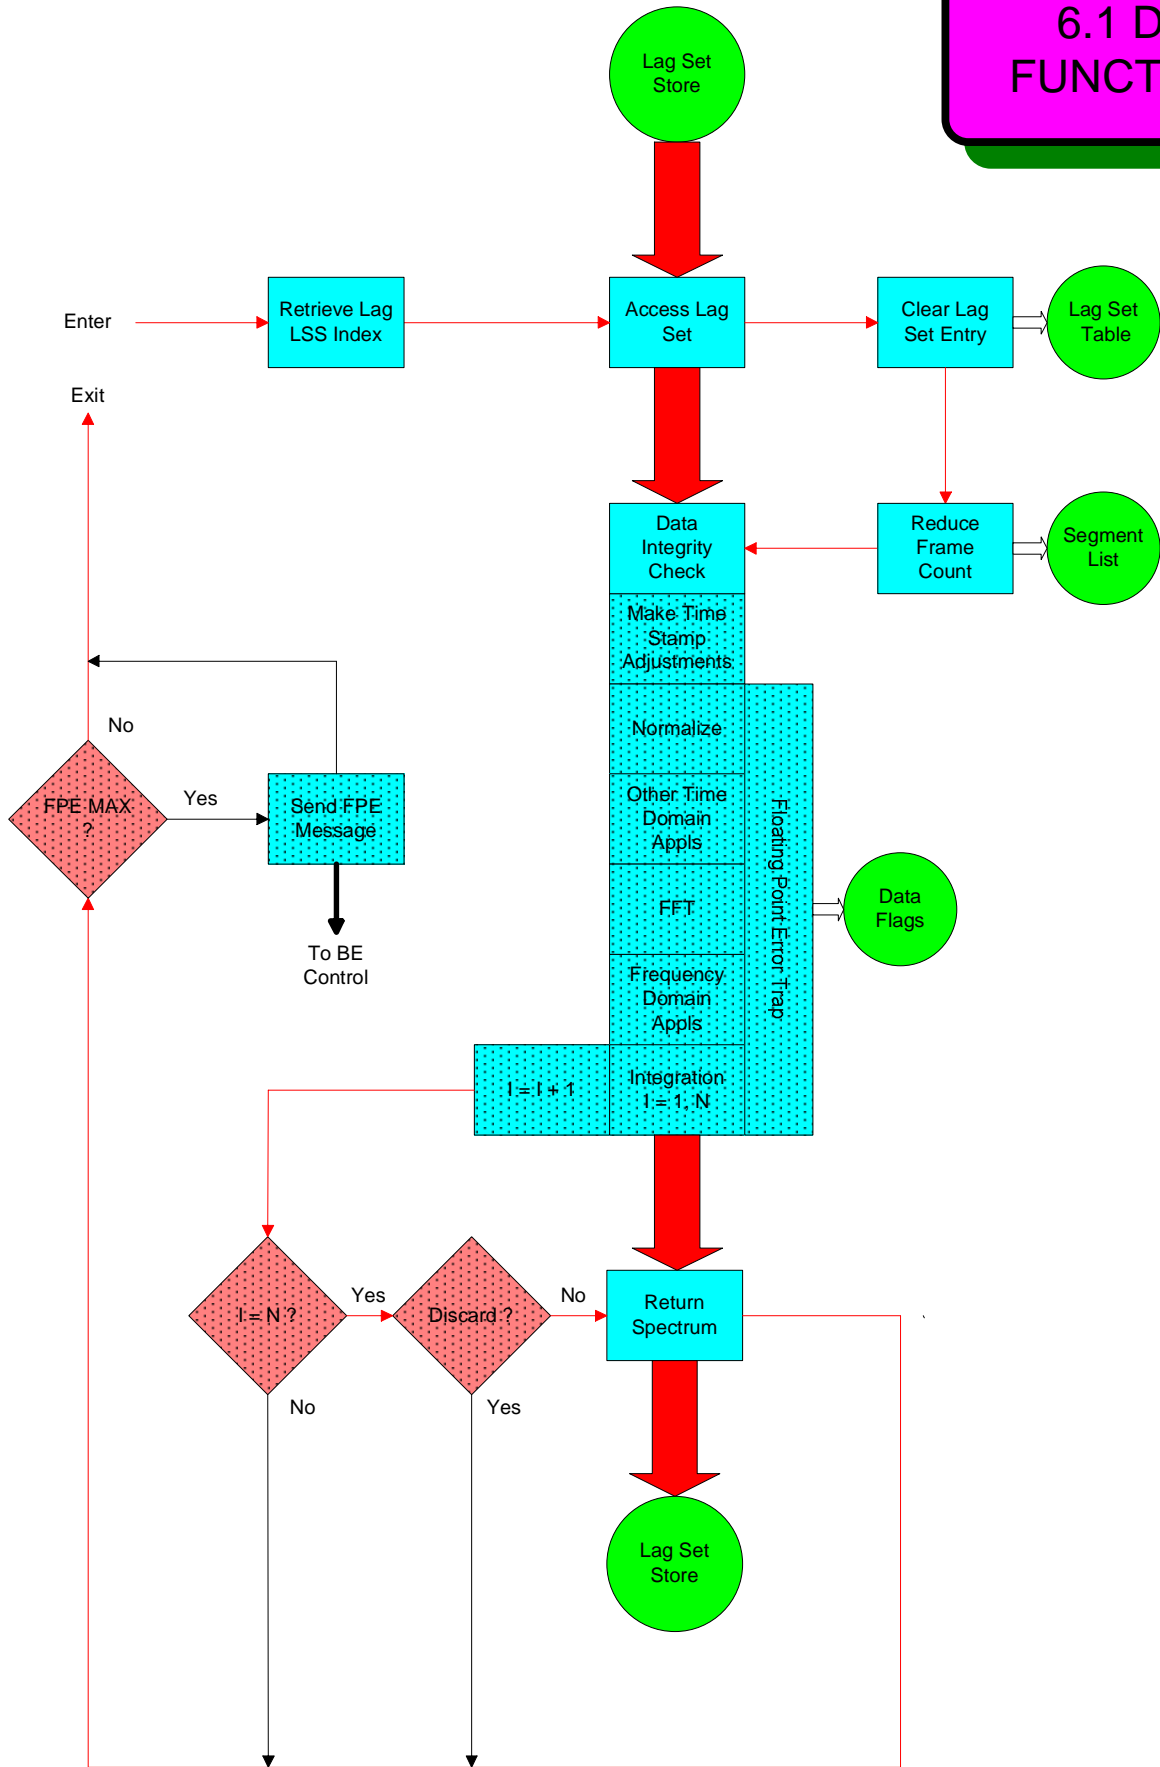 6.1 D
FUNCT
Lag Set
Store
Enter
Retrieve Lag
LSS Index
Access Lag
Set
Clear Lag
Set Entry
Lag Set
Table
Exit
Data
Integrity
Check
Reduce
Frame
Count
Segment
List
Make Time
Stamp
Adjustments
No
Normalize
FPE MAX
?
Yes
Send FPE
Message
Other Time
Domain
Appls
Floating Point Error Trap
FFT
Data
Flags
To BE
Control
Frequency
Domain
Appls
I = I + 1
Integration
I = 1, N
I = N ?
Yes
Discard ?
No
Return
Spectrum
No
Yes
Lag Set
Store